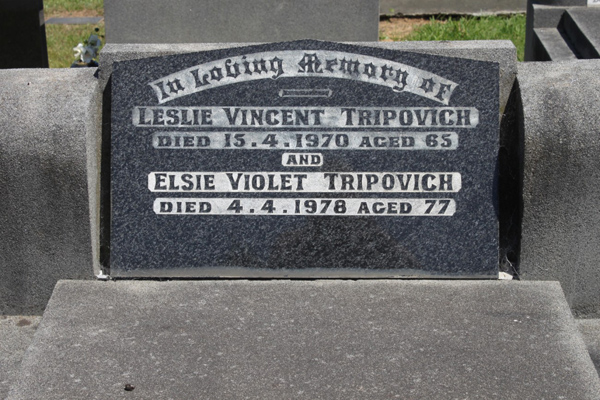 In Loving Memory of
LESLIE VINCENT TRIPOVICH
DIED 15.4.1970 AGED 65
AND
ELSIE VIOLET TRIPOVICH
DIED 4.4.1978 AGED 77